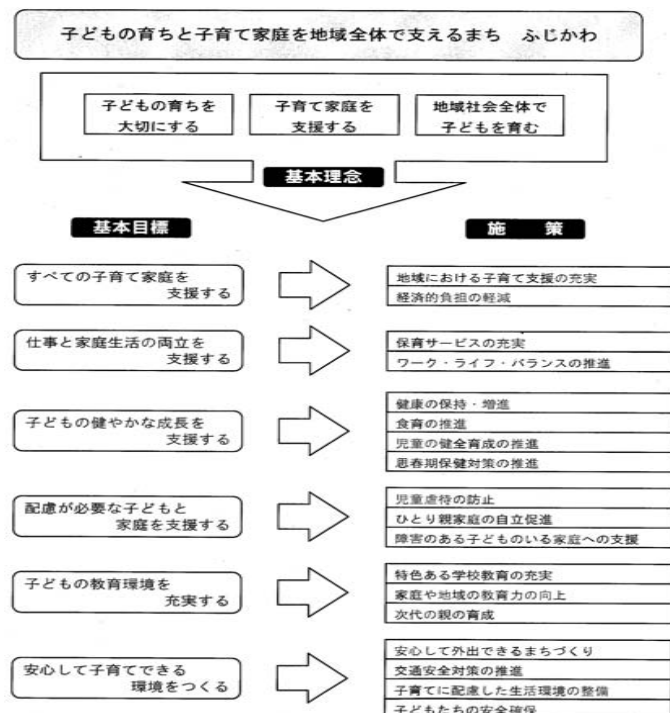 子どもの育ちと子育て家庭を地域全体で支えるまち　ふじかわ
子どもの育ちを
大切にする
子育て家庭を
支援する
地域社会全体で
子どもを育む
基本理念
基本目標
施　策
すべての子育て家庭を
支援する
地域における子育て支援の充実
経済的負担の軽減
仕事と家庭生活の両立を
支援する
保育サービスの充実
ワーク・ライフ・バランスの推進
子どもの健やかな成長を
支援する
健康の保持・増進
食育の推進
児童の健全育成の推進
思春期保健対策の推進
配慮が必要な子どもと
家庭を支援する
児童虐待の防止
ひとり親家庭の自立促進
障害のある子どものいる家庭への支援
子どもの教育環境を
充実する
特色ある学校教育の充実
家庭や地域の教育力の向上
次代の親の育成
安心して子育てできる
環境をつくる
安心して外出できるまちづくり
交通安全対策の推進
子育てに配慮した生活環境の整備
子どもたちの安全確保